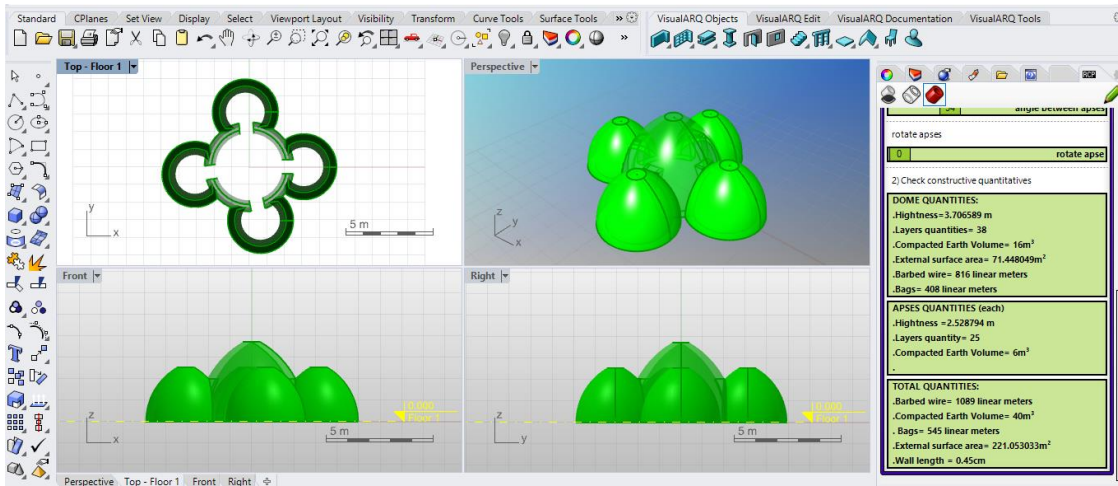 Standard CPlanes Set View Display Select Viewport Layout Visibility Transform Curve Tools Surface Tools »
VisualARQ Objects VisualARQ Edit VisualARQ Documentation VisualARQ Tools
»
Top - Floor 1
y
x
5 m
Perspective
z
y
x
Front
z
x
0.000
Floor 1
5 m
Right
z
y
0.000
Floor 1
5 m
Perspective Top - Floor 1 Front Right
RCP
angle between apses
rotate apses
0 rotate apse
2) Check constructive quantitatives
DOME QUANTITIES:
.Hightness=3.706589 m
.Layers quantities= 38
.Compacted Earth Volume= 16m³
.External surface area= 71.448049m²
.Barbed wire= 816 linear meters
.Bags= 408 linear meters
APSES QUANTITIES (each)
.Hightness =2.528794 m
.Layers quantity= 25
.Compacted Earth Volume= 6m³
.
TOTAL QUANTITIES:
.Barbed wire= 1089 linear meters
.Compacted Earth Volume= 40m³
. Bags= 545 linear meters
.External surface area= 221.053033m²
.Wall length = 0.45cm